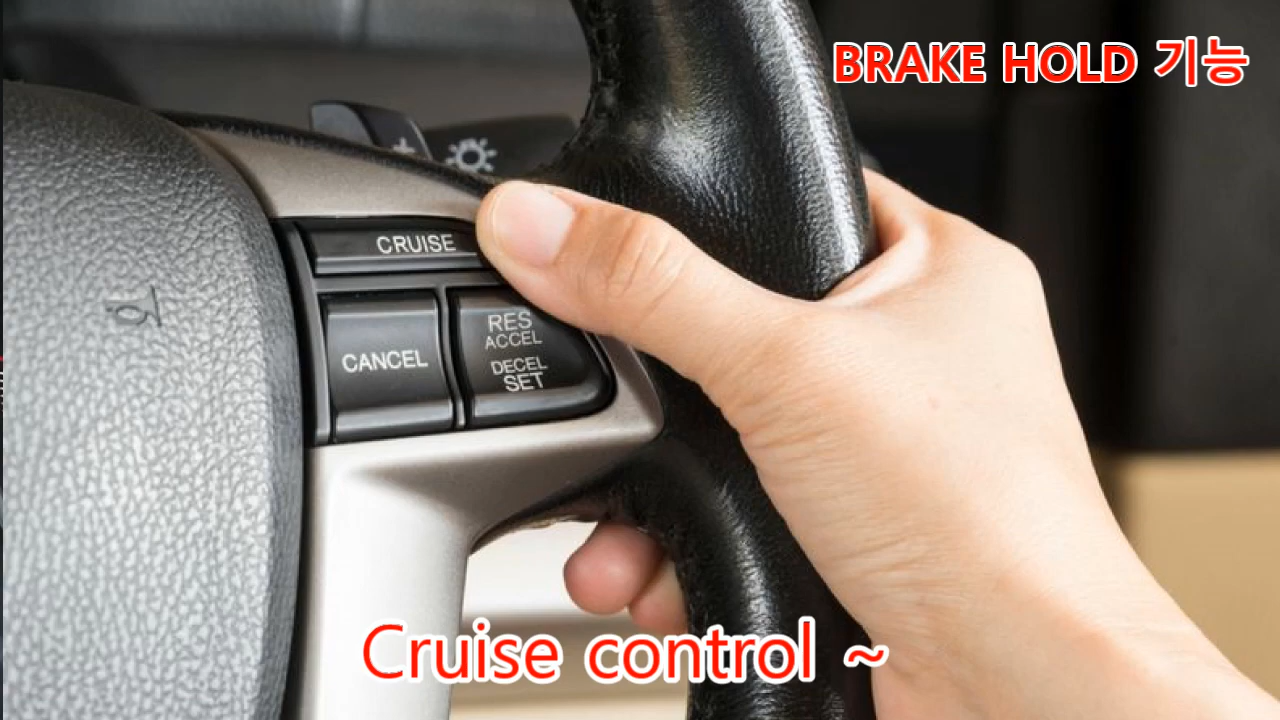 BRAKE HOLD 기능
CRUISE
CANCEL
RES
ACCEL
DECEL
SET
Cruise control ~